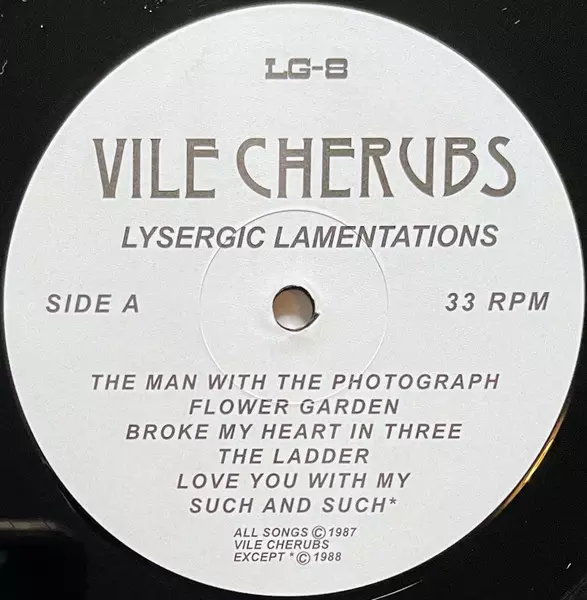 LG-8
VILE CHERUBS
LYSERGIC LAMENTATIONS
SIDE A
33 RPM
THE MAN WITH THE PHOTOGRAPH
FLOWER GARDEN
BROKE MY HEART IN THREE
THE LADDER
LOVE YOU WITH MY
SUCH AND SUCH*
ALL SONGS ©1987
VILE CHERUBS
EXCEPT *©1988